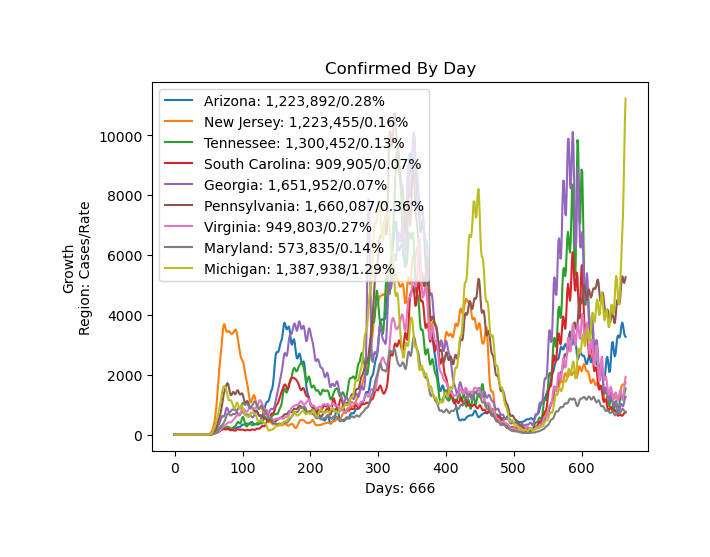 Confirmed By Day
Arizona: 1,223,892/0.28%
New Jersey: 1,223,455/0.16%
Tennessee: 1,300,452/0.13%
South Carolina: 909,905/0.07%
Georgia: 1,651,952/0.07%
Pennsylvania: 1,660,087/0.36%
Virginia: 949,803/0.27%
Maryland: 573,835/0.14%
Michigan: 1,387,938/1.29%
Growth
Region: Cases/Rate
10000
8000
6000
4000
2000
0
0 100 200 300 400 500 600
Days: 666